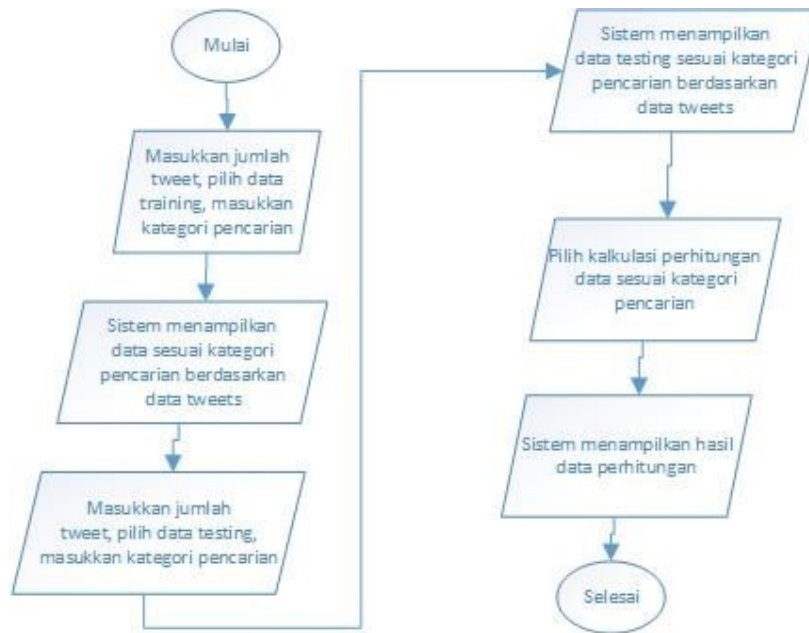 Mulai
Masukkan jumlah
tweet, pilih data
training, masukkan
kategori pencarian
Sistem menampilkan
data sesuai kategori
pencarian berdasarkan
data tweets
Masukkan jumlah
tweet, pilih data testing,
masukkan kategori pencarian
Sistem menampilkan
data testing sesuai kategori
pencarian berdasarkan
data tweets
Pilih kalkulasi perhitungan
data sesuai kategori
pencarian
Sistem menampilkan hasil
data perhitungan
Selesai